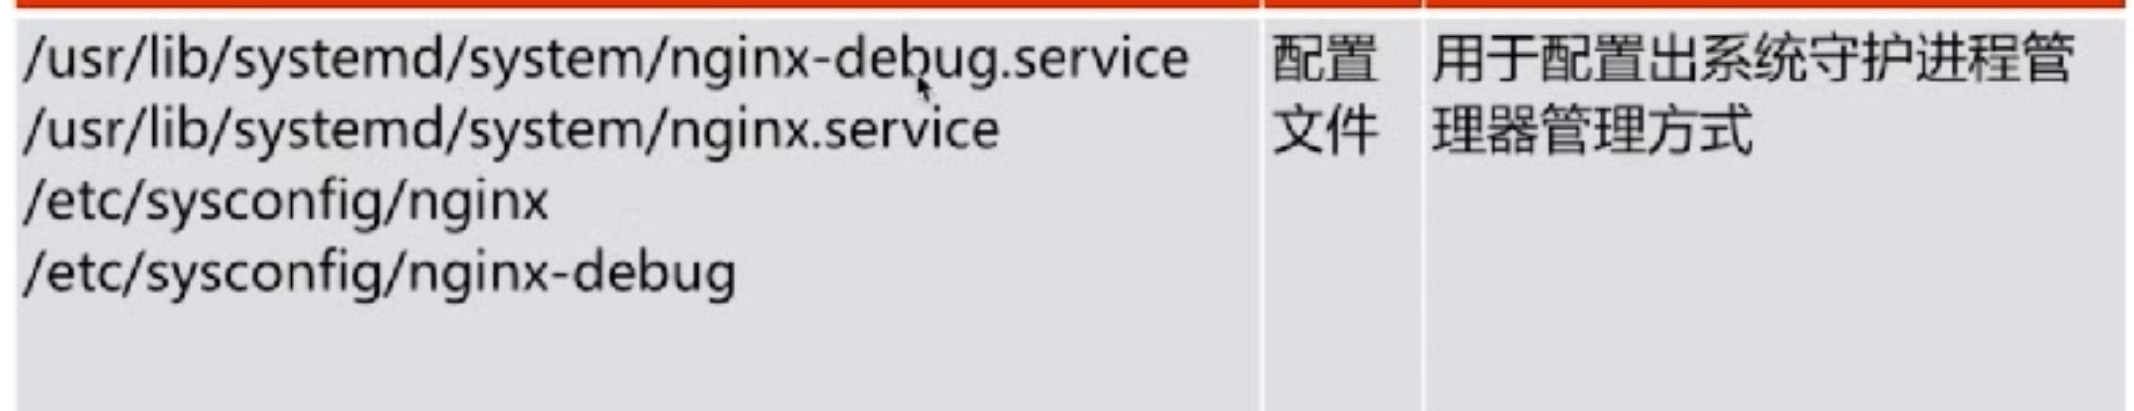 /usr/lib/systemd/system/nginx-debug.service
/usr/lib/systemd/system/nginx.service
/etc/sysconfig/nginx
/etc/sysconfig/nginx-debug
配置
文件
用于配置出系统守护进程管
理器管理方式